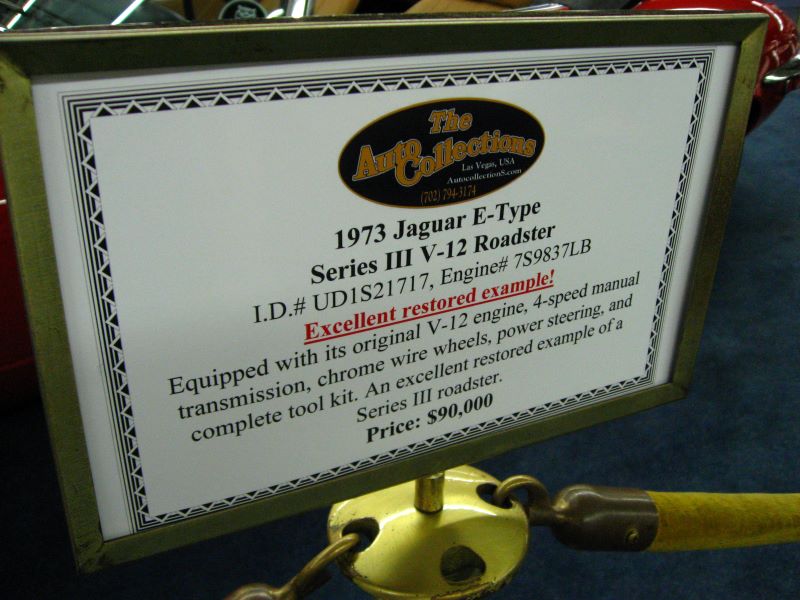 The
Auto Collections
Las Vegas, USA
AutocollectionS.com
(702) 794-3174
1973 Jaguar E-Type
Series III V-12 Roadster
I.D.# UD1S21717, Engine# 7S9837LB
Excellent restored example!
Equipped with its original V-12 engine, 4-speed manual
transmission, chrome wire wheels, power steering, and
complete tool kit. An excellent restored example of a
Series III roadster.
Price: $90,000